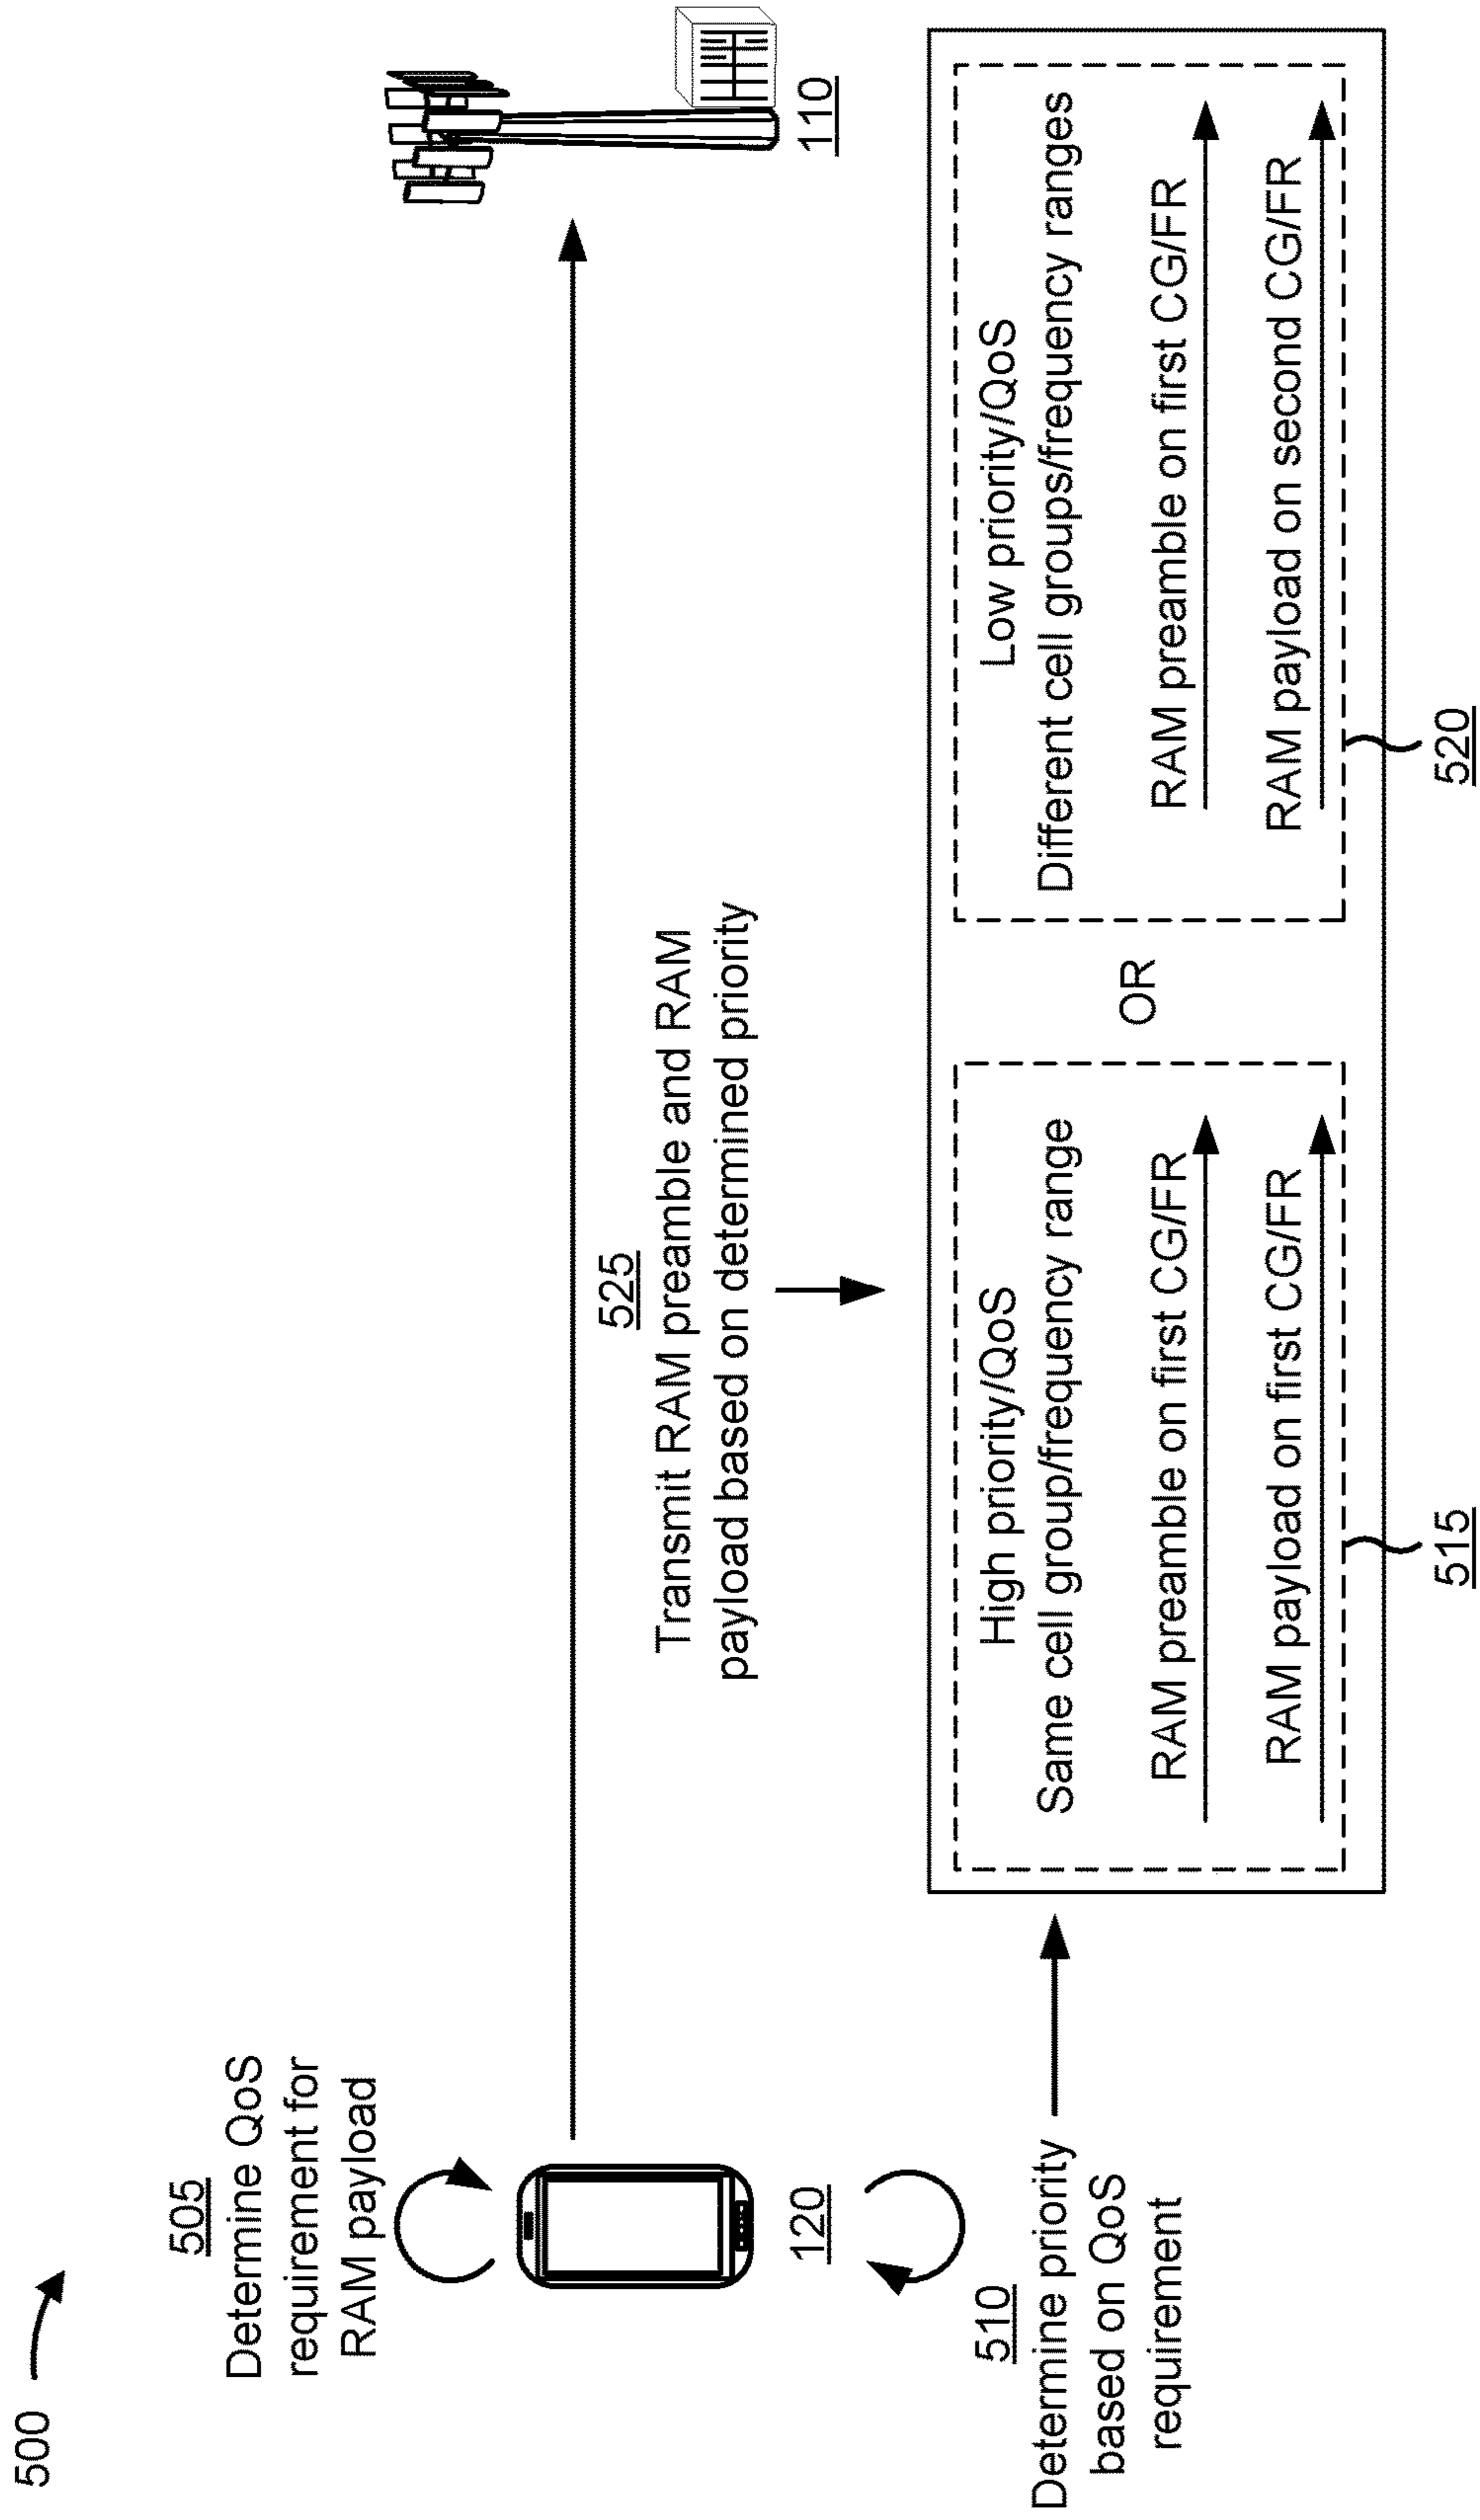 500
505
Determine QoS
requirement for
RAM payload
120
110
525
Transmit RAM preamble and RAM
payload based on determined priority
510
Determine priority
based on QoS
requirement
High priority/QoS
Same cell group/frequency range
RAM preamble on first CG/FR
RAM payload on first CG/FR
515
OR
Low priority/QoS
Different cell groups/frequency ranges
RAM preamble on first CG/FR
RAM payload on second CG/FR
520